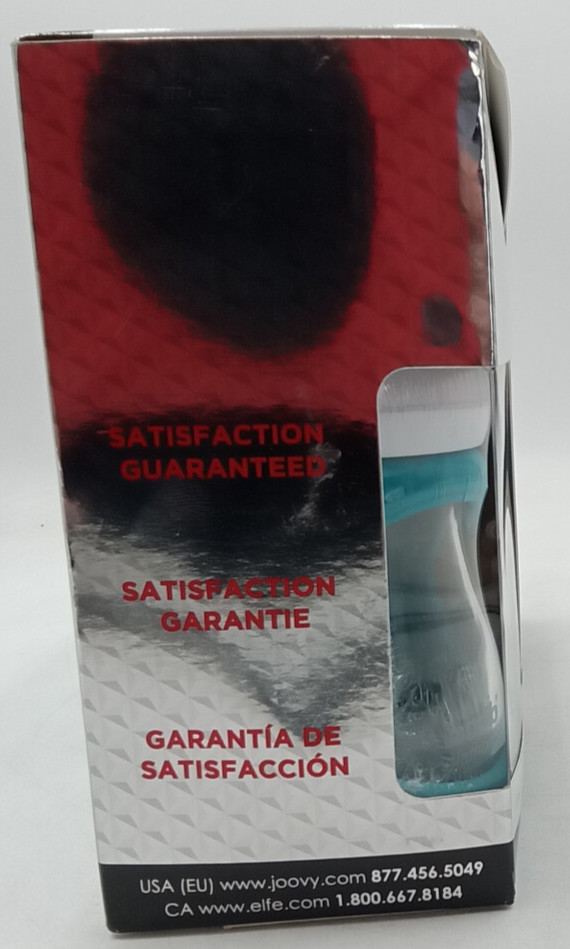 SATISFACTION
GUARANTEED
SATISFACTION
GARANTIE
GARANTÍA DE
SATISFACCIÓN
USA (EU) www.joovy.com 877.456.5049
CA www.elfe.com 1.800.667.8184